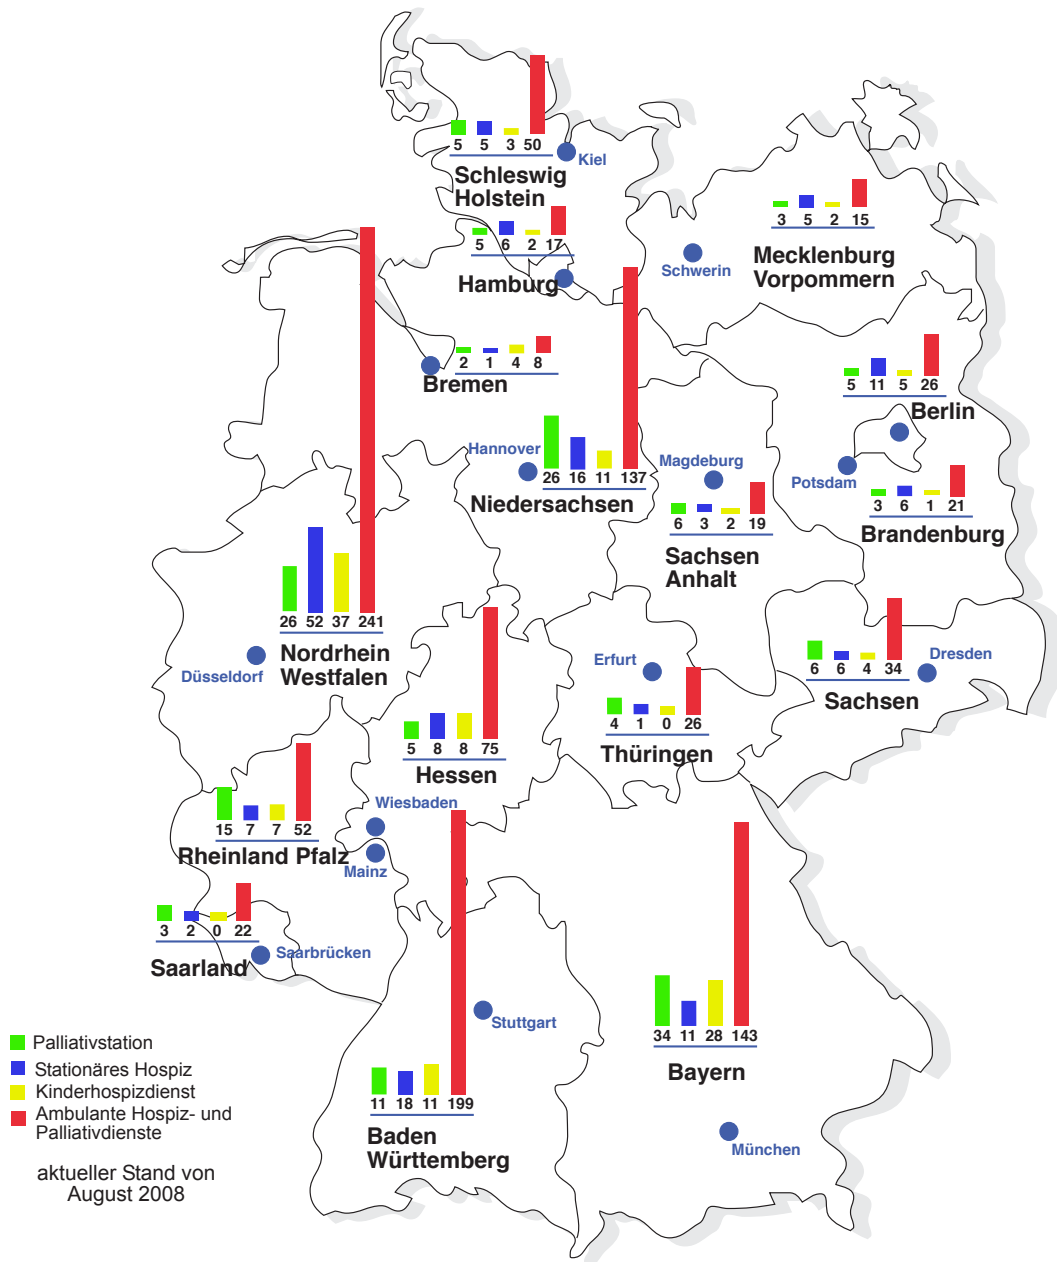 5 5 3 50
Kiel
Schleswig
Holstein
3 5 2 15
Mecklenburg
Vorpommern
Schwerin
5 6 2 17
Hamburg
2 1 4 8
Bremen
5 11 5 26
Berlin
Hannover
26 16 11 137
Niedersachsen
Magdeburg
6 3 2 19
Sachsen
Anhalt
Potsdam
3 6 1 21
Brandenburg
26 52 37 241
Nordrhein
Westfalen
Düsseldorf
5 8 8 75
Hessen
Erfurt
4 1 0 26
Thüringen
6 6 4 34
Dresden
Sachsen
Wiesbaden
15 7 7 52
Rheinland Pfalz
Mainz
3 2 0 22
Saarland
Saarbrücken
Stuttgart
11 18 11 199
Baden
Württemberg
34 11 28 143
Bayern
München
Palliativstation
Stationäres Hospiz
Kinderhospizdienst
Ambulante Hospiz- und
Palliativdienste
aktueller Stand von
August 2008